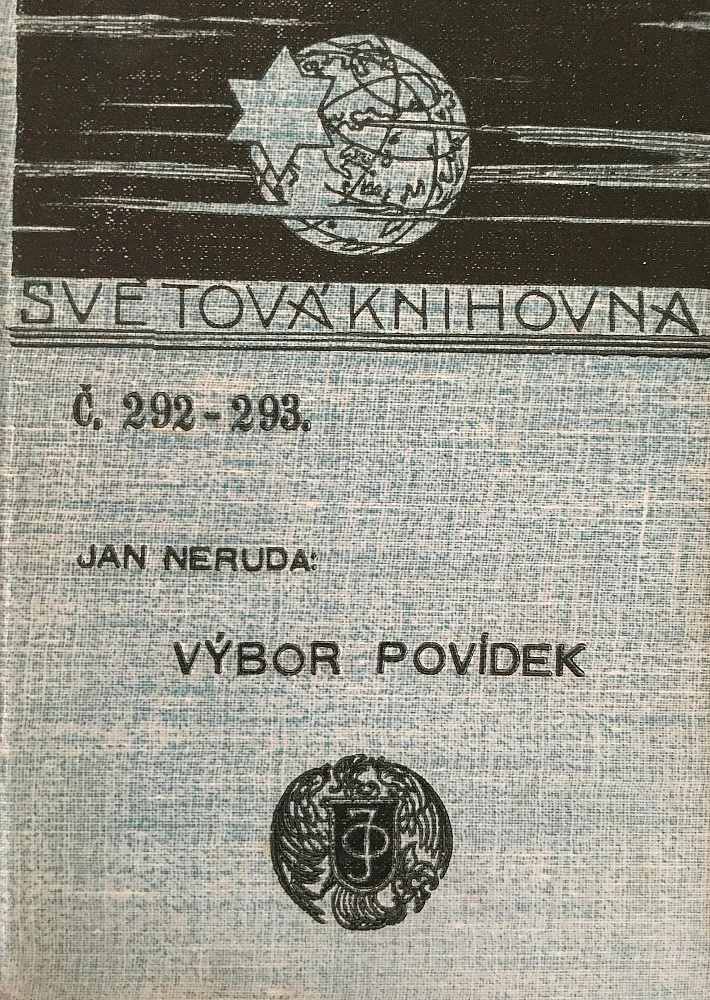 SVĚTOVÁ KNIHOVNA
Č. 292-293.
JAN NERUDA:
VÝBOR POVÍDEK